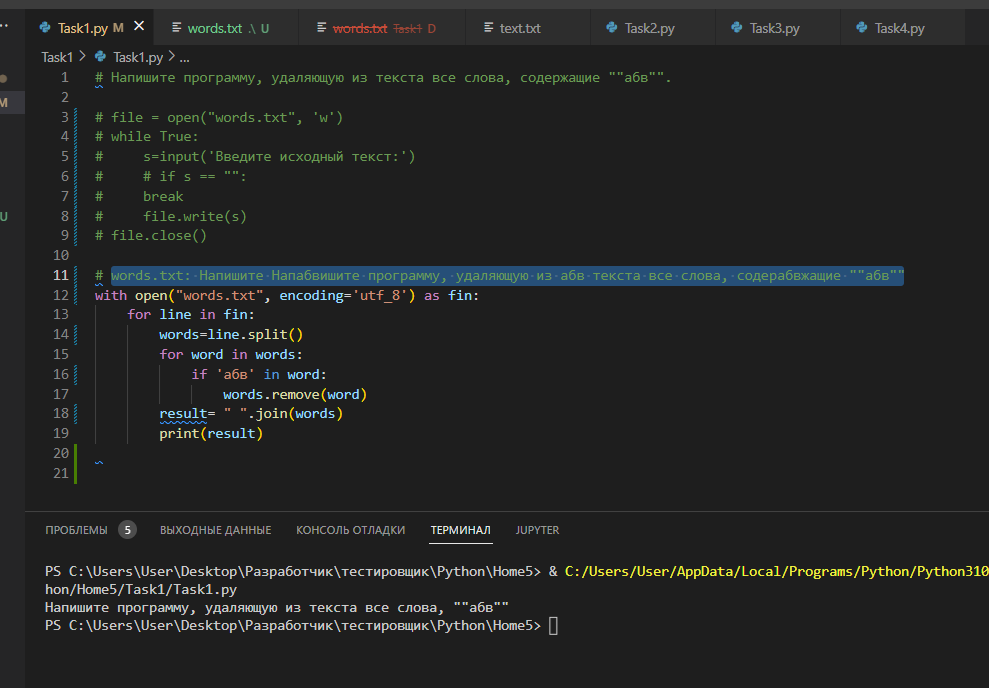 Task1.py M
words.txt .\ U
words.txt Task1 D
text.txt
Task2.py
Task3.py
Task4.py
Task1 > Task1.py > ...
M
U
1 # Напишите программу, удаляющую из текста все слова, содержащие ""абв"".
2
3 # file = open("words.txt", 'w')
4 # while True:
5 #     s=input('Введите исходный текст:')
6 #     # if s == "":
7 #     break
8 #     file.write(s)
9 # file.close()
10
11 # words.txt: Напишите Напабвишите программу, удаляющую из абв текста все слова, содерабвжащие ""абв""
12 with open("words.txt", encoding='utf_8') as fin:
13     for line in fin:
14         words=line.split()
15         for word in words:
16             if 'абв' in word:
17                 words.remove(word)
18         result= " ".join(words)
19         print(result)
20
21
ПРОБЛЕМЫ 5 ВЫХОДНЫЕ ДАННЫЕ КОНСОЛЬ ОТЛАДКИ ТЕРМИНАЛ JUPYTER
PS C:\Users\User\Desktop\Разработчик\тестировщик\Python\Home5> & C:/Users/User/AppData/Local/Programs/Python/Python310
hon/Home5/Task1/Task1.py
Напишите программу, удаляющую из текста все слова, ""абв""
PS C:\Users\User\Desktop\Разработчик\тестировщик\Python\Home5>